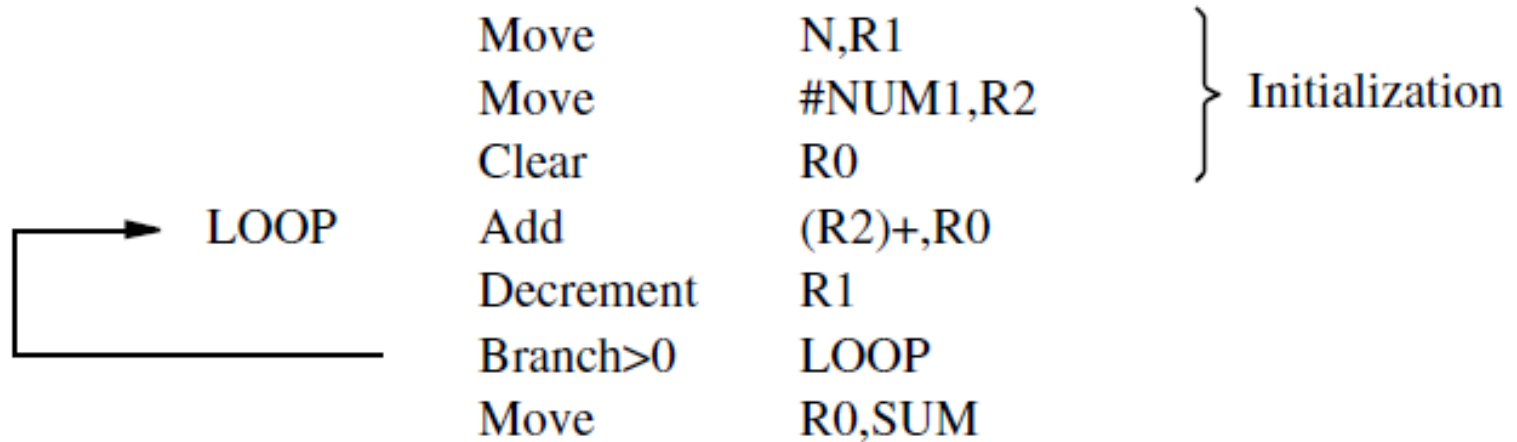 Move N,R1
Move #NUM1,R2
Initialization
Clear R0
LOOP Add (R2)+,R0
Decrement R1
Branch>0 LOOP
Move R0,SUM